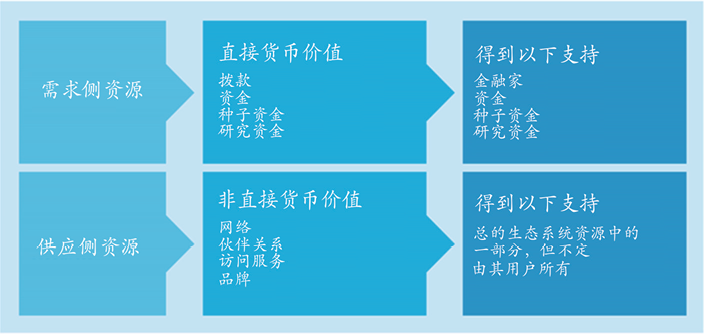 需求侧资源
直接货币价值
拨款
资金
种子资金
研究资金
得到以下支持
金融家
资金
种子资金
研究资金
供应侧资源
非直接货币价值
网络
伙伴关系
访问服务
品牌
得到以下支持
总的生态系统资源中的
一部分，但不定
由其用户所有